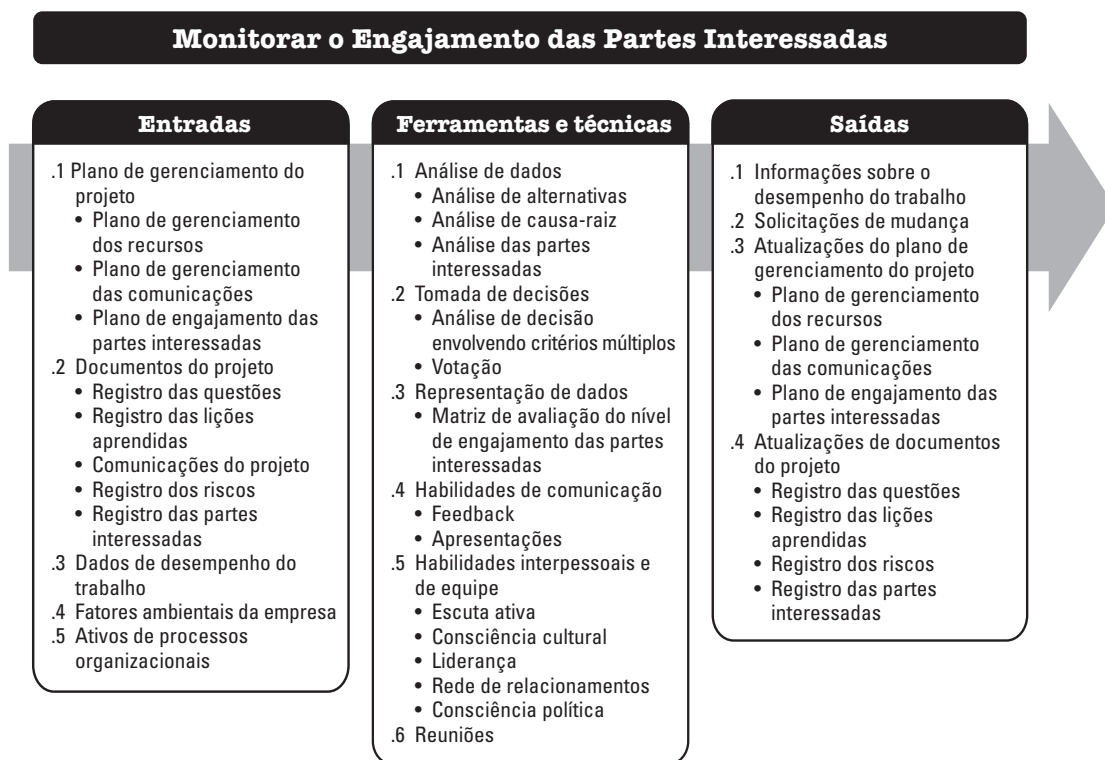 Monitorar o Engajamento das Partes Interessadas
Entradas
.1 Plano de gerenciamento do
projeto
• Plano de gerenciamento
dos recursos
• Plano de gerenciamento
das comunicações
• Plano de engajamento das
partes interessadas
.2 Documentos do projeto
• Registro das questões
• Registro das lições
aprendidas
• Comunicações do projeto
• Registro dos riscos
• Registro das partes
interessadas
.3 Dados de desempenho do
trabalho
.4 Fatores ambientais da empresa
.5 Ativos de processos
organizacionais
Ferramentas e técnicas
.1 Análise de dados
• Análise de alternativas
• Análise de causa-raiz
• Análise das partes
interessadas
.2 Tomada de decisões
• Análise de decisão
envolvendo critérios múltiplos
• Votação
.3 Representação de dados
• Matriz de avaliação do nível
de engajamento das partes
interessadas
.4 Habilidades de comunicação
• Feedback
• Apresentações
.5 Habilidades interpessoais e
de equipe
• Escuta ativa
• Consciência cultural
• Liderança
• Rede de relacionamentos
• Consciência política
.6 Reuniões
Saídas
.1 Informações sobre o
desempenho do trabalho
.2 Solicitações de mudança
.3 Atualizações do plano de
gerenciamento do projeto
• Plano de gerenciamento
dos recursos
• Plano de gerenciamento
das comunicações
• Plano de engajamento das
partes interessadas
.4 Atualizações de documentos
do projeto
• Registro das questões
• Registro das lições
aprendidas
• Registro dos riscos
• Registro das partes
interessadas